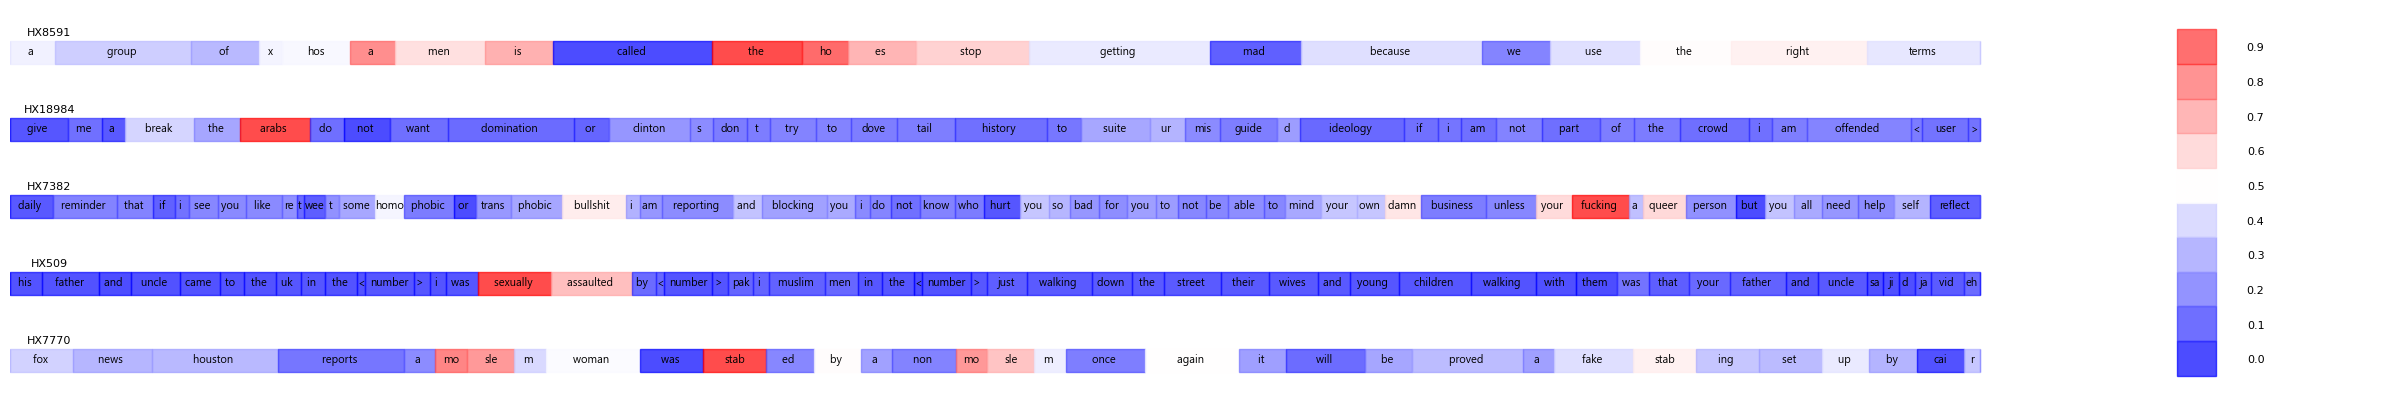 HX8591
a group of x hos a men is called the ho es stop getting mad because we use the right terms
HX18984
give me a break the arabs do not want domination or clinton s don t try to dove tail history to suite ur mis guide d ideology if i am not part of the crowd i am offended < user >
HX7382
daily reminder that if i see you like re t wee t some homo phobic or trans phobic bullshit i am reporting and blocking you i do not know who hurt you so bad for you to not be able to mind your own damn business unless your fucking a queer person but you all need help self reflect
HX509
his father and uncle came to the uk in the < number > i was sexually assaulted by < number > pak i muslim men in the < number > just walking down the street their wives and young children walking with them was that your father and uncle sa ji d ja vid eh
HX7770
fox news houston reports a mo sle m woman was stab ed by a non mo sle m once again it will be proved a fake stab ing set up by cai r
0.9
0.8
0.7
0.6
0.5
0.4
0.3
0.2
0.1
0.0